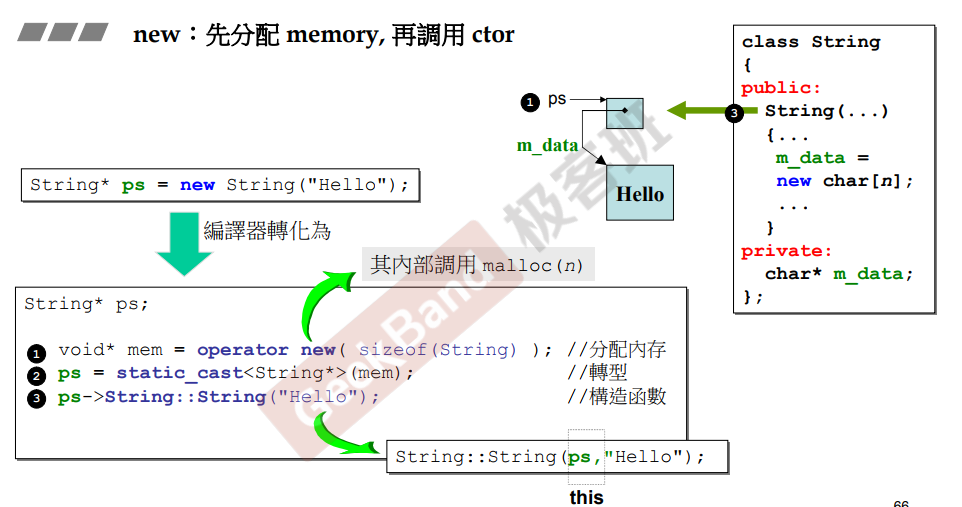 new：先分配 memory, 再調用 ctor
class String
{
public:
String(...)
{...
m_data =
new char[n];
...
}
private:
char* m_data;
};
1 ps
3
m_data
Hello
String* ps = new String("Hello");
編譯器轉化為
其內部調用 malloc(n)
String* ps;
1 void* mem = operator new( sizeof(String) ); //分配內存
2 ps = static_cast<String*>(mem); //轉型
3 ps->String::String("Hello"); //構造函數
String::String(ps,"Hello");
this
GeekBand 极客班
66